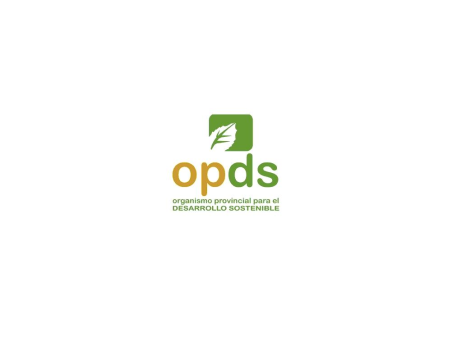 opds
organismo provincial para el
DESARROLLO SOSTENIBLE